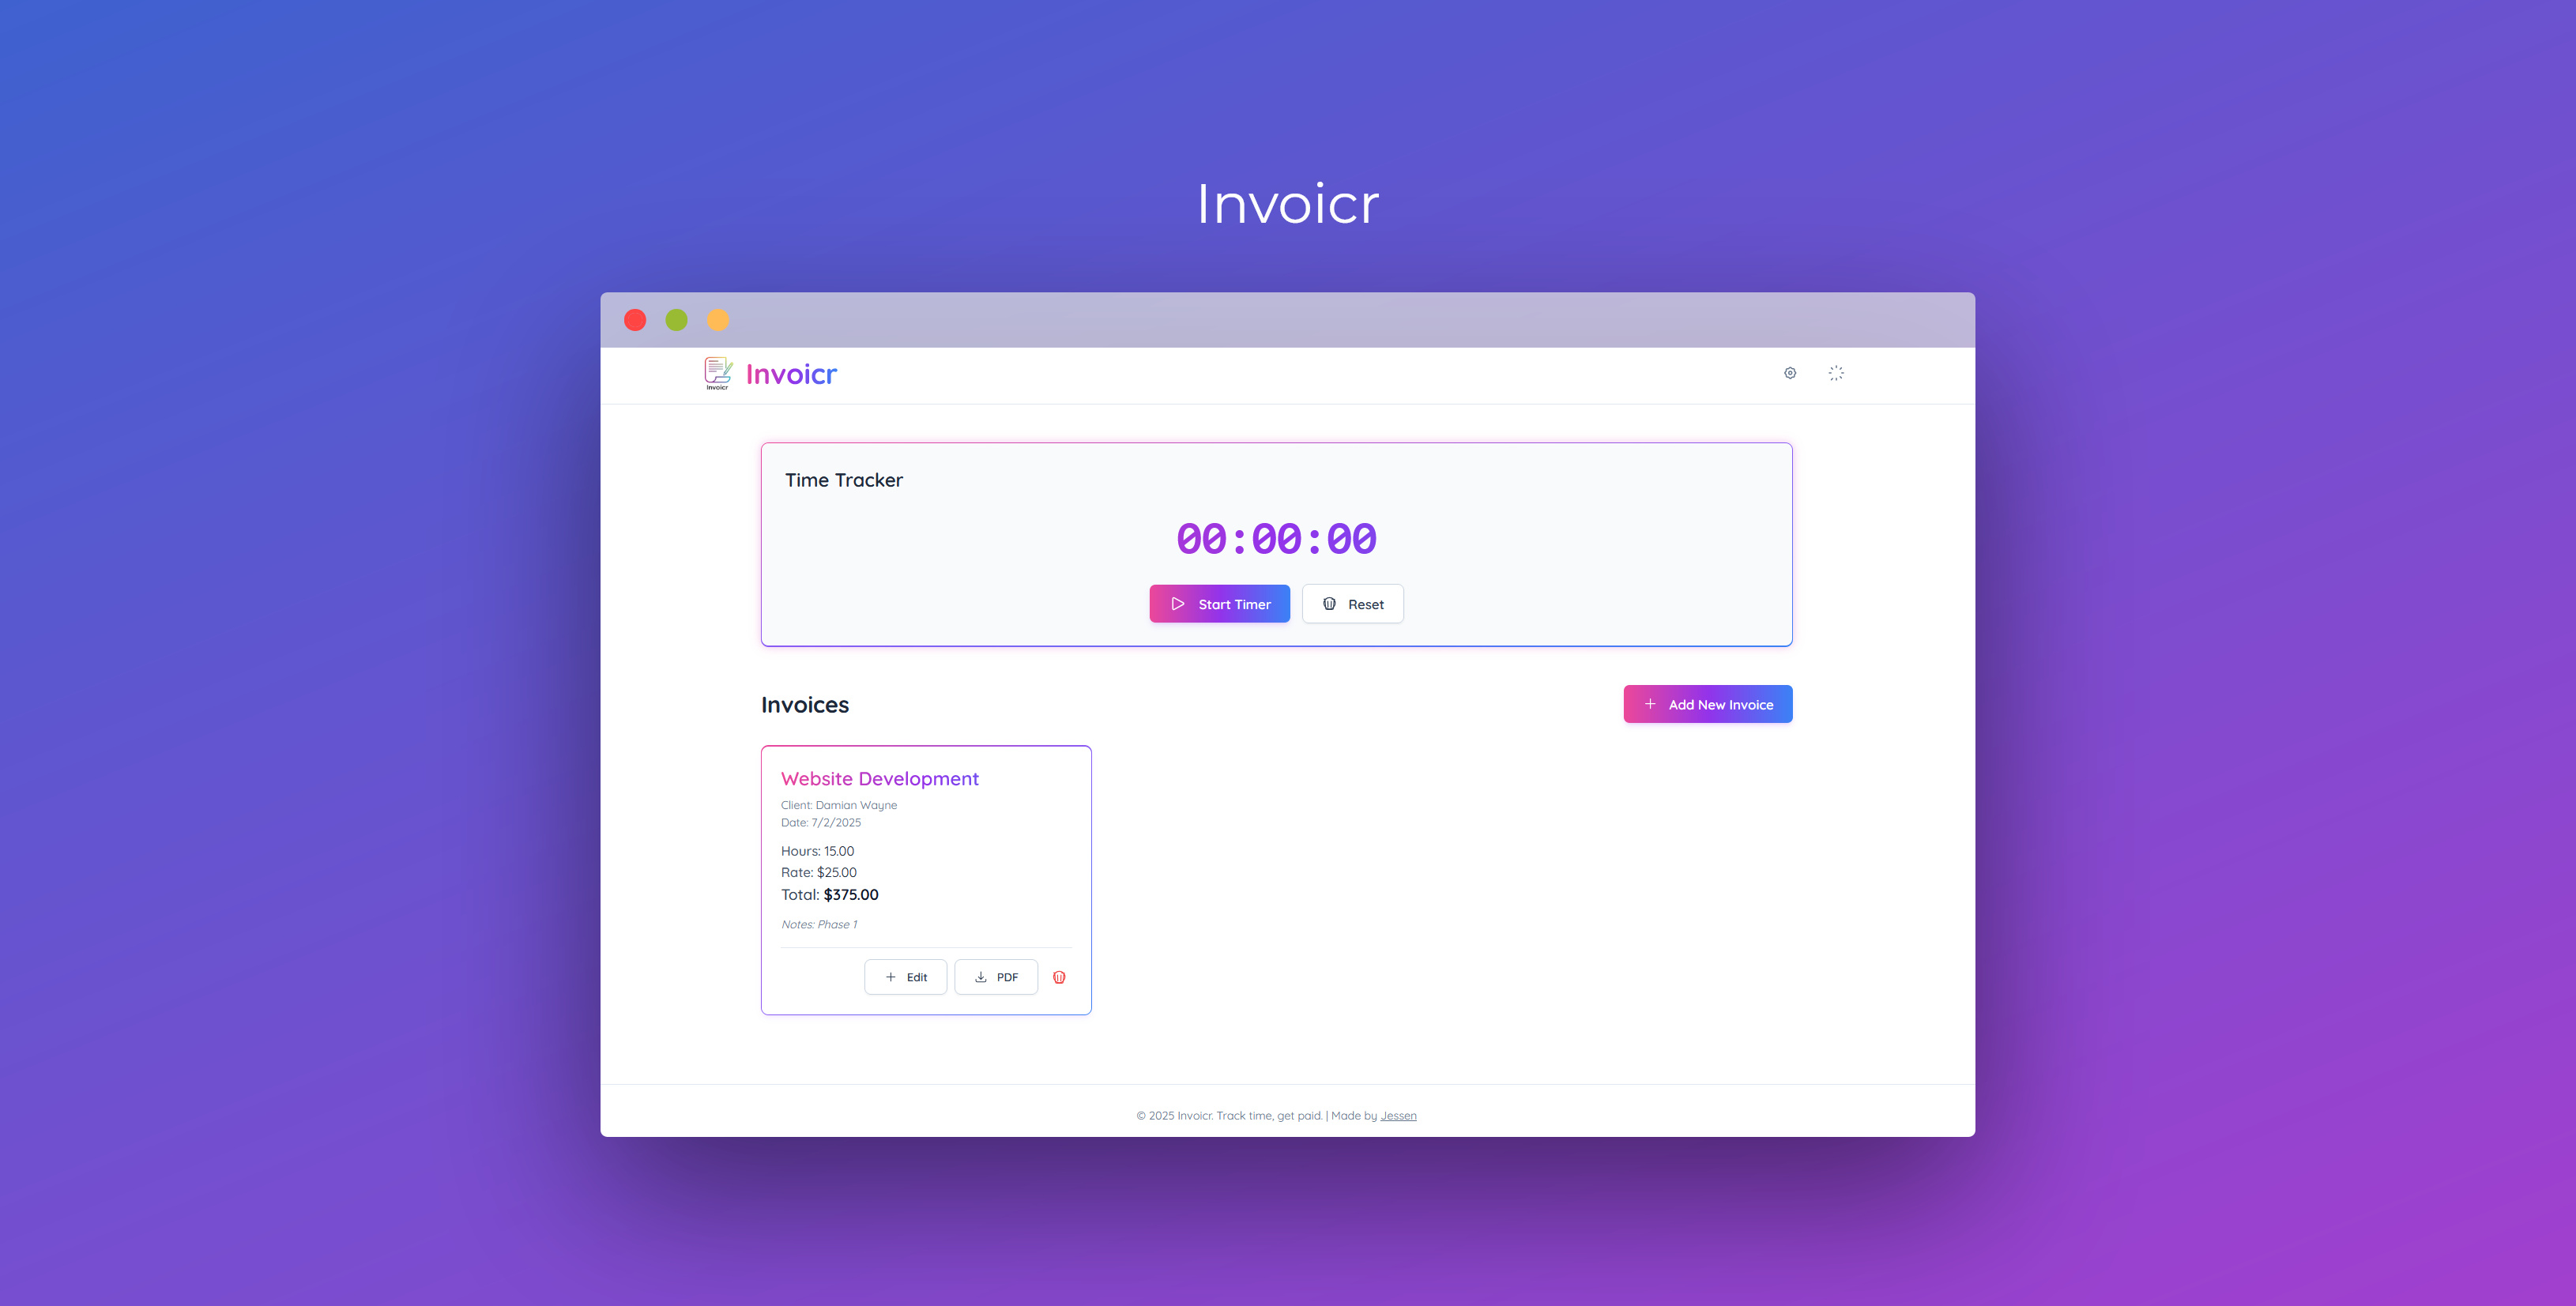 Invoicr
Invoicr
Invoicr
Time Tracker
00:00:00
Start Timer
Reset
Invoices
Add New Invoice
Website Development
Client: Damian Wayne
Date: 7/2/2025
Hours: 15.00
Rate: $25.00
Total: $375.00
Notes: Phase 1
Edit
PDF
© 2025 Invoicr. Track time, get paid. | Made by Jessen